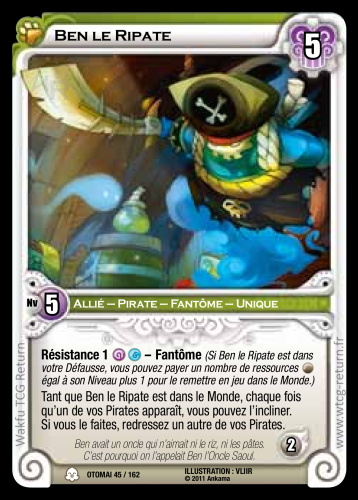 Ben le Ripate
5
Nv 5 Allié – Pirate – Fantôme – Unique
Résistance 1 – Fantôme (Si Ben le Ripate est dans
votre Défausse, vous pouvez payer un nombre de ressources
égal à son Niveau plus 1 pour le remettre en jeu dans le Monde.)
Tant que Ben le Ripate est dans le Monde, chaque fois
qu'un de vos Pirates apparaît, vous pouvez l'incliner.
Si vous le faites, redressez un autre de vos Pirates.
Ben avait un oncle qui n'aimait ni le riz, ni les pâtes.
C'est pourquoi on l'appelait Ben l'Oncle Saoul.
2
OTOMAI 45 / 162
ILLUSTRATION : VLIIR
© 2011 Ankama
Wakfu TCG Return
www.wtcg-return.fr